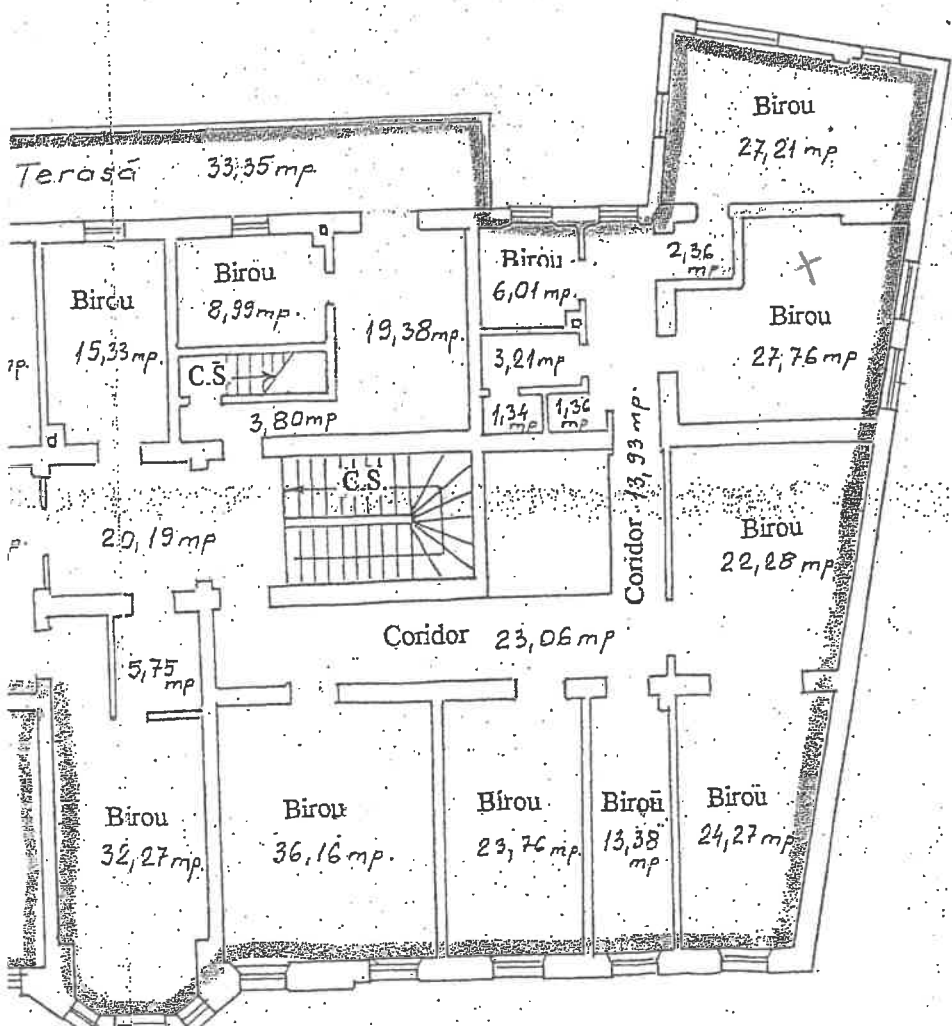 Birou
27,21 mp.
Terasă 33,35 mp.
2,36
mp
Birou
6,01 mp.
Birou
8,99 mp.
Birou
15,33 mp.
19,38 mp.
Birou
27,76 mp
mp.
C.S.
3,21 mp
3,80 mp
1,34
mp
1,36
mp
Coridor 13,93 mp.
C.S.
20,19 mp
Birou
22,28 mp
Coridor 23,06 mp
5,75
mp
Birou
32,27 mp.
Birou
36,16 mp.
Birou
23,76 mp.
Birou
13,38
mp
Birou
24,27 mp.